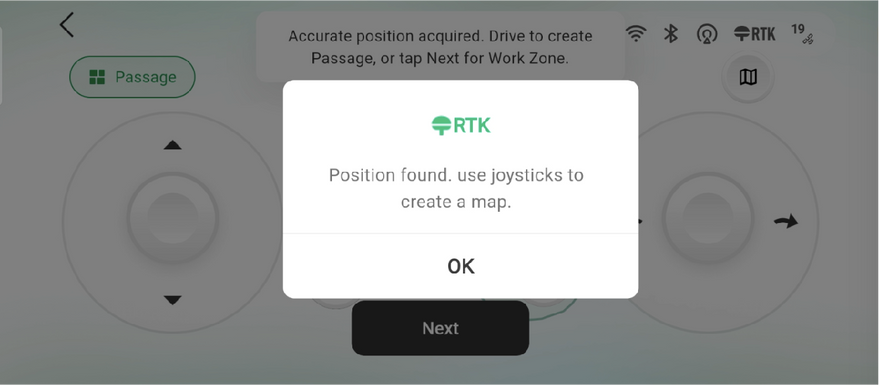 Accurate position acquired. Drive to create
Passage, or tap Next for Work Zone.
RTK
19
Passage
RTK
Position found. use joysticks to
create a map.
OK
Next